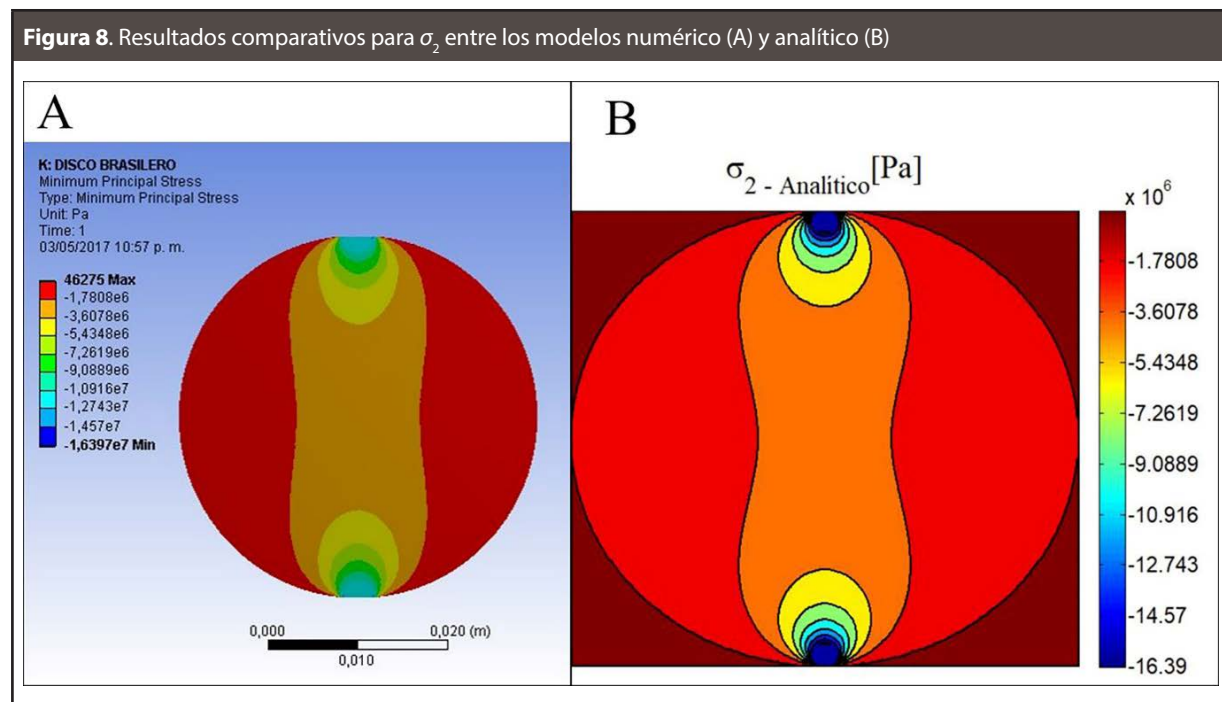 Figura 8. Resultados comparativos para σ2 entre los modelos numérico (A) y analítico (B)
A
K: DISCO BRASILERO
Minimum Principal Stress
Type: Minimum Principal Stress
Unit: Pa
Time: 1
03/05/2017 10:57 p. m.
46275 Max
-1,7808e6
-3,6078e6
-5,4348e6
-7,2619e6
-9,0889e6
-1,0916e7
-1,2743e7
-1,457e7
-1,6397e7 Min
0,000
0,020 (m)
0,010
B
σ2 - Analítico[Pa]
x 10^6
-1.7808
-3.6078
-5.4348
-7.2619
-9.0889
-10.916
-12.743
-14.57
-16.39